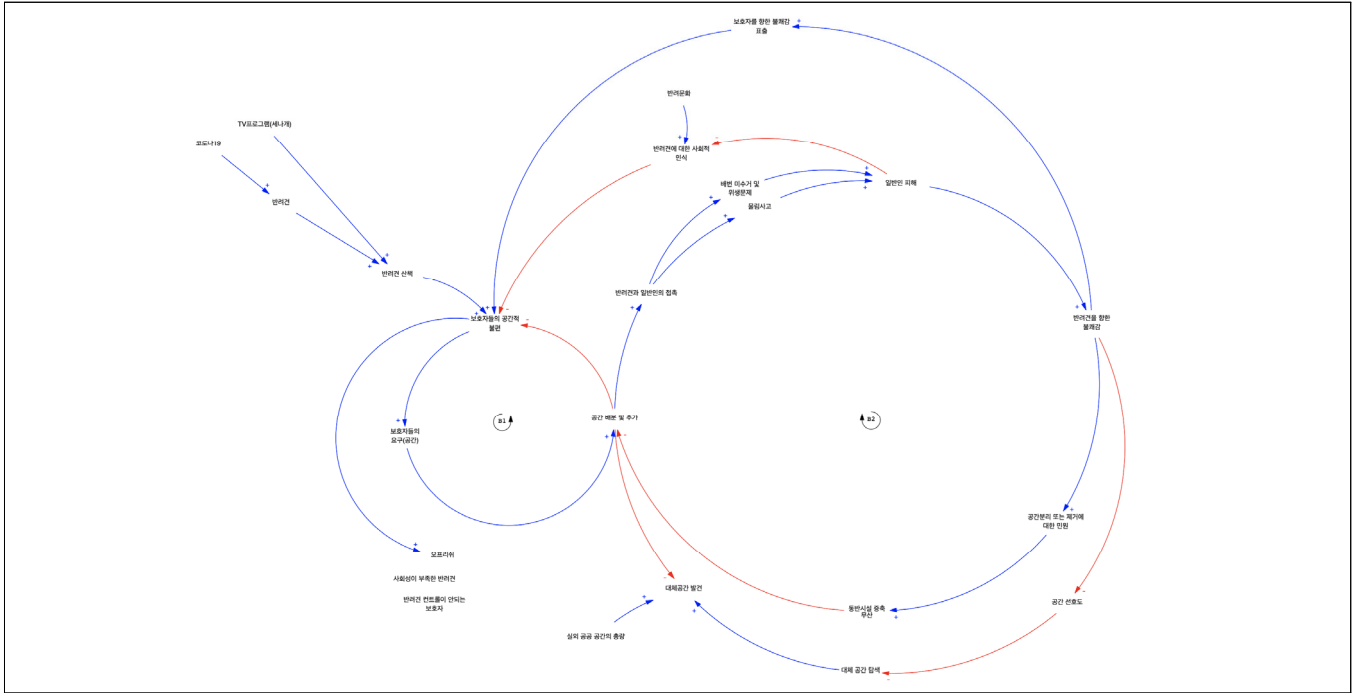 보호자를 향한 불쾌감
표출
반려문화
TV프로그램(세나개)
코로나19
반려견에 대한 사회적
인식
배변 미수거 및
위생문제
일반인 피해
반려견
물림사고
반려견 산책
반려견과 일반인의 접촉
보호자들의 공간적
불편
반려견을 향한
불쾌감
공간 배분 및 추가
B1
B2
보호자들의
요구(공간)
공간분리 또는 제거에
대한 민원
오프리쉬
사회성이 부족한 반려견
대체공간 발견
반려견 컨트롤이 안되는
보호자
동반시설 증축
무산
공간 선호도
실외 공공 공간의 총량
대체 공간 탐색